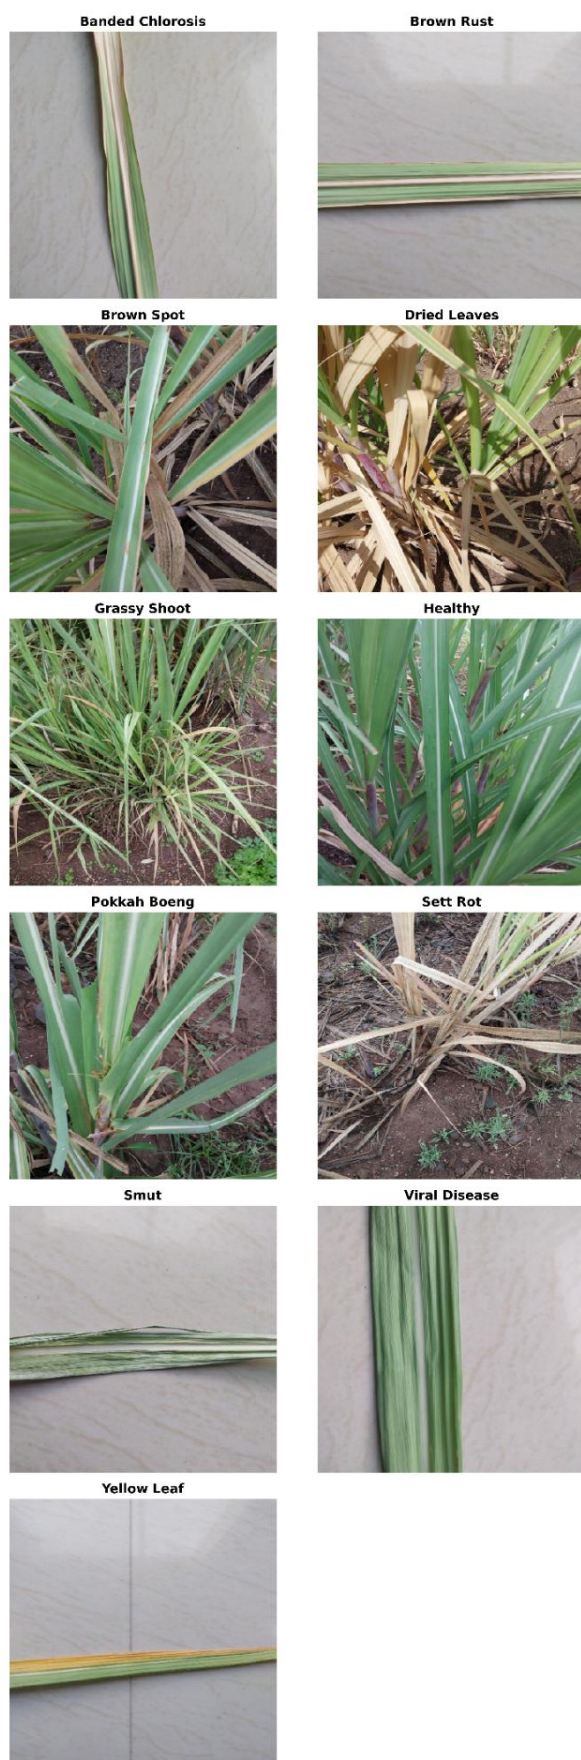 Banded Chlorosis
Brown Rust
Brown Spot
Dried Leaves
Grassy Shoot
Healthy
Pokkah Boeng
Sett Rot
Smut
Viral Disease
Yellow Leaf